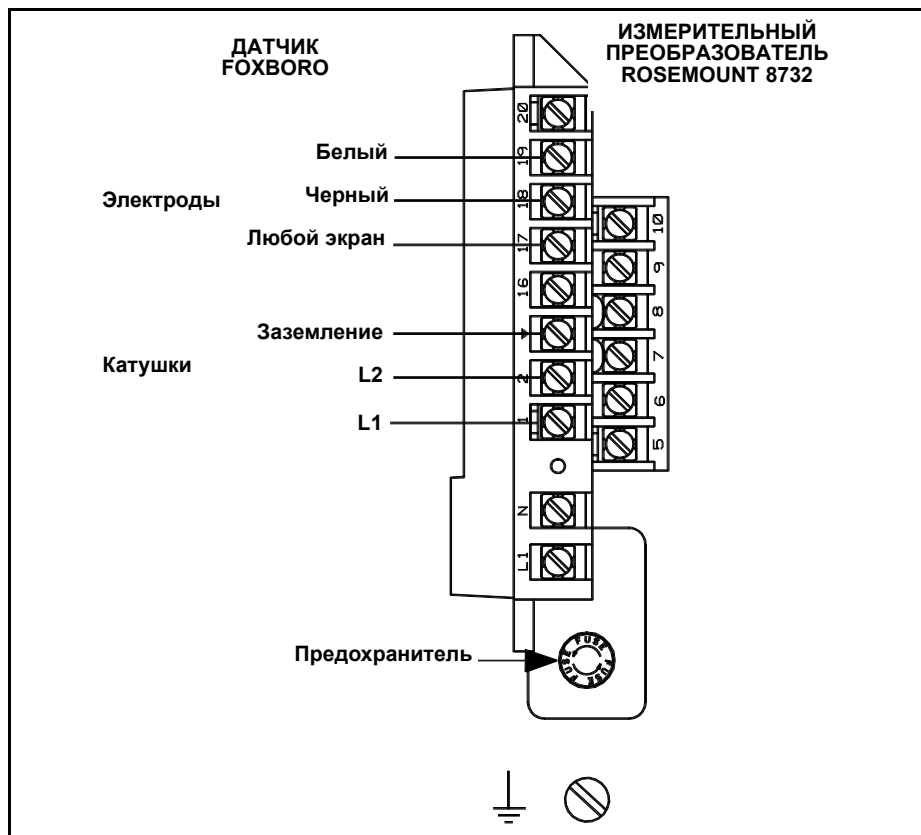 ДАТЧИК
FOXBORO
ИЗМЕРИТЕЛЬНЫЙ
ПРЕОБРАЗОВАТЕЛЬ
ROSEMOUNT 8732
20
Белый
19
Электроды
Черный
18
Любой экран
17
16
Заземление
Катушки
L2
2
L1
1
10
9
8
7
6
5
N
L1
Предохранитель
FUSE FUSE FUSE